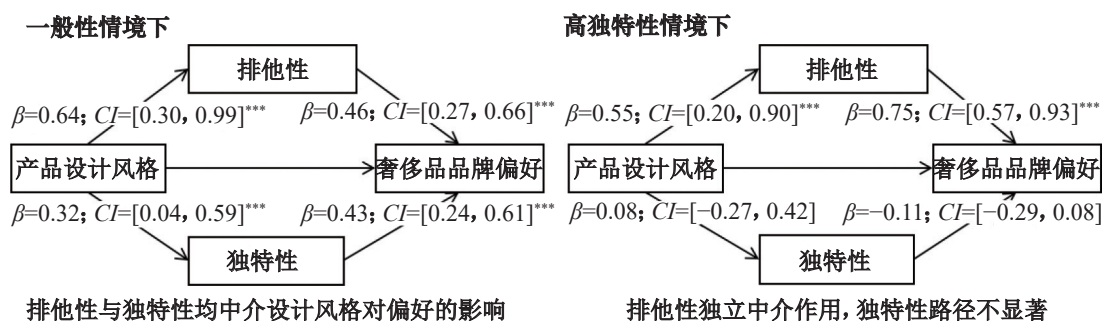 一般性情境下
排他性
β=0.64; CI=[0.30, 0.99]***
β=0.46; CI=[0.27, 0.66]***
产品设计风格
奢侈品品牌偏好
β=0.32; CI=[0.04, 0.59]***
β=0.43; CI=[0.24, 0.61]***
独特性
排他性与独特性均中介设计风格对偏好的影响
高独特性情境下
排他性
β=0.55; CI=[0.20, 0.90]***
β=0.75; CI=[0.57, 0.93]***
产品设计风格
奢侈品品牌偏好
β=0.08; CI=[−0.27, 0.42]
β=−0.11; CI=[−0.29, 0.08]
独特性
排他性独立中介作用, 独特性路径不显著